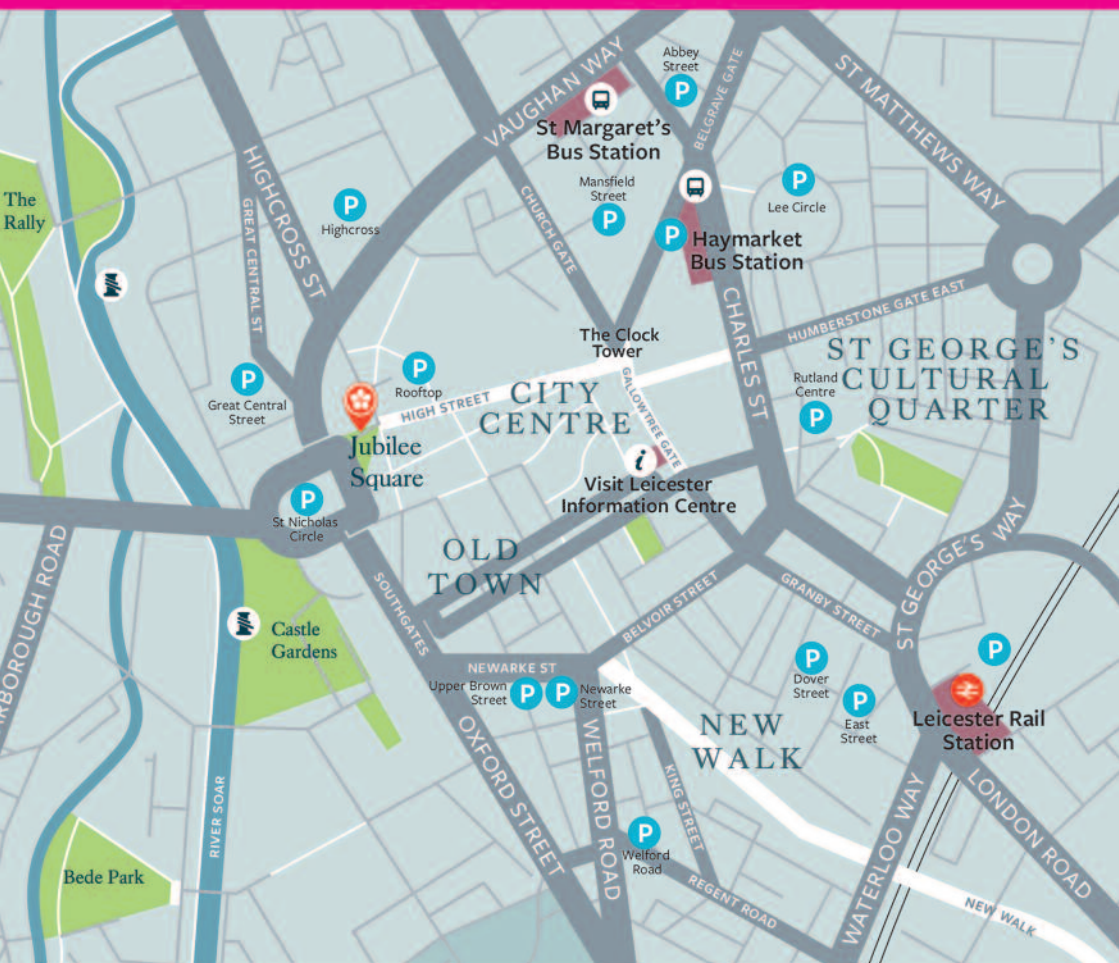 Abbey
Street
P
VAUGHAN WAY
BELGRAVE GATE
ST MATTHEWS WAY
St Margaret's
Bus Station
HIGHCROSS ST
Mansfield
Street
P
P
Lee Circle
The
Rally
GREAT CENTRAL ST
P
Highcross
CHURCH GATE
P
Haymarket
Bus Station
CHARLES ST
HUMBERSTONE GATE EAST
The Clock
Tower
ST GEORGE'S
CULTURAL
QUARTER
P
Great Central
Street
P
Rooftop
HIGH STREET
CITY
CENTRE
GALLOWTREE GATE
Rutland
Centre
P
Jubilee
Square
i
Visit Leicester
Information Centre
P
St Nicholas
Circle
OLD
TOWN
ST GEORGE'S WAY
RBOROUGH ROAD
SOUTHGATES
BELVOIR STREET
GRANBY STREET
Castle
Gardens
NEWARKE ST
Upper Brown
Street
P
P
Newarke
Street
P
Dover
Street
P
East
Street
P
Leicester Rail
Station
NEW
WALK
OXFORD STREET
WELFORD ROAD
KING STREET
RIVER SOAR
P
Welford
Road
REGENT ROAD
WATERLOO WAY
LONDON ROAD
Bede Park
NEW WALK